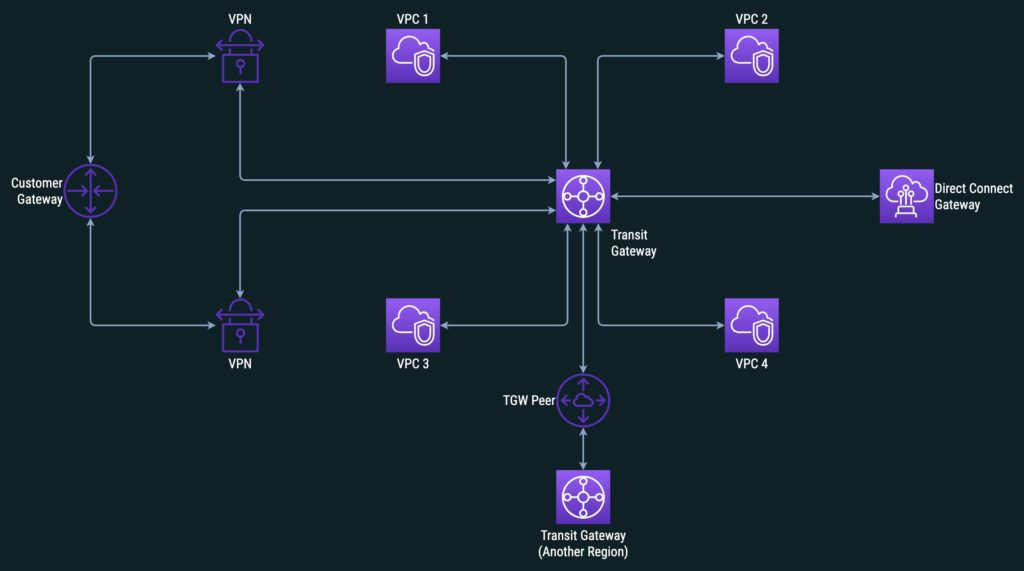 VPN
VPC 1
VPC 2
Customer
Gateway
Direct Connect
Gateway
Transit
Gateway
VPN
VPC 3
VPC 4
TGW Peer
Transit Gateway
(Another Region)